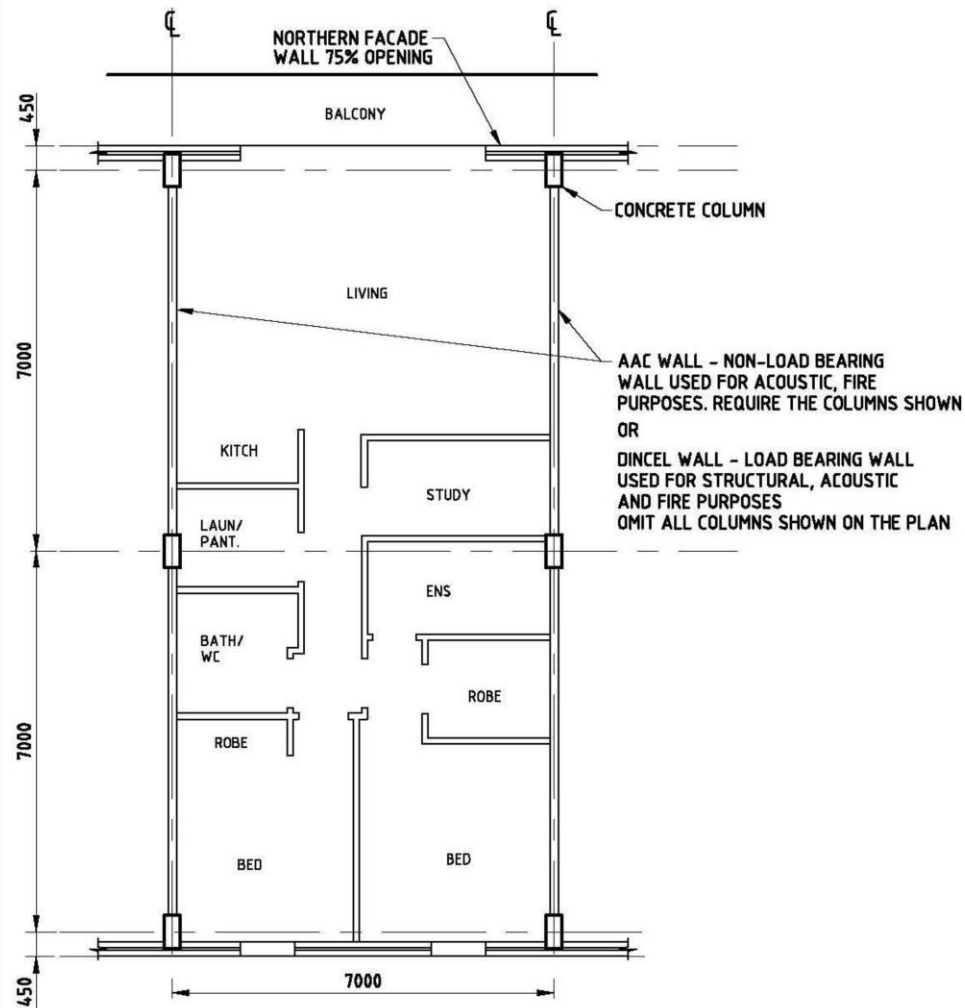 ℄
℄
NORTHERN FACADE
WALL 75% OPENING
450
BALCONY
CONCRETE COLUMN
LIVING
7000
AAC WALL - NON-LOAD BEARING
WALL USED FOR ACOUSTIC, FIRE
PURPOSES. REQUIRE THE COLUMNS SHOWN
OR
DINCEL WALL - LOAD BEARING WALL
USED FOR STRUCTURAL, ACOUSTIC
AND FIRE PURPOSES
OMIT ALL COLUMNS SHOWN ON THE PLAN
KITCH
STUDY
LAUN/
PANT.
ENS
BATH/
WC
ROBE
ROBE
7000
BED
BED
7000
450